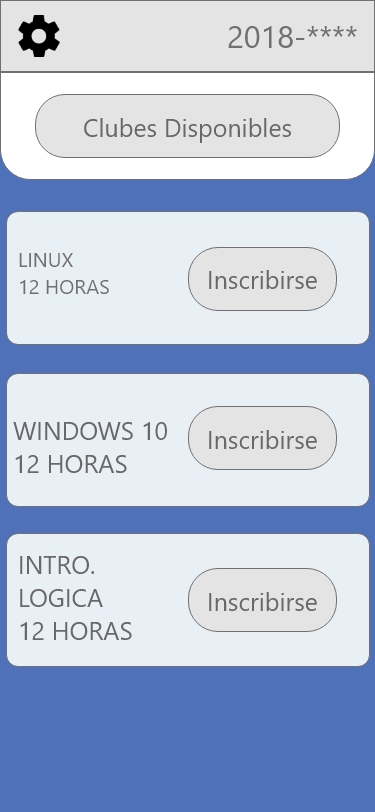 2018-****
Clubes Disponibles
LINUX
12 HORAS
Inscribirse
WINDOWS 10
12 HORAS
Inscribirse
INTRO.
LOGICA
12 HORAS
Inscribirse